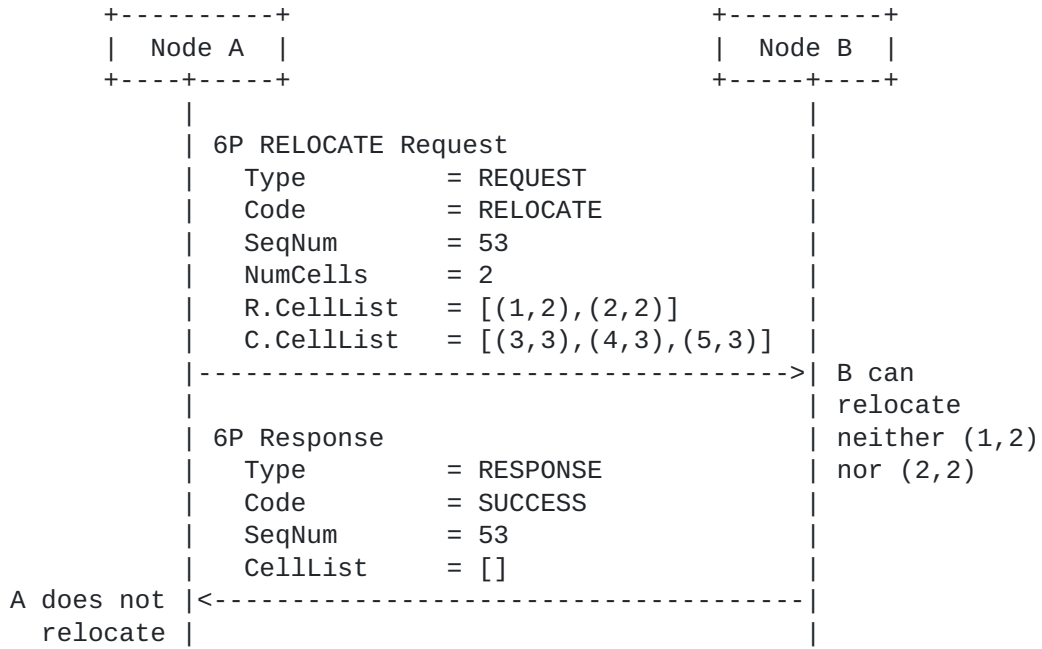 Node A Node B
6P RELOCATE Request
Type = REQUEST
Code = RELOCATE
SeqNum = 53
NumCells = 2
R.CellList = [(1,2),(2,2)]
C.CellList = [(3,3),(4,3),(5,3)]
B can
relocate
6P Response neither (1,2)
Type = RESPONSE nor (2,2)
Code = SUCCESS
SeqNum = 53
CellList = []
A does not
relocate